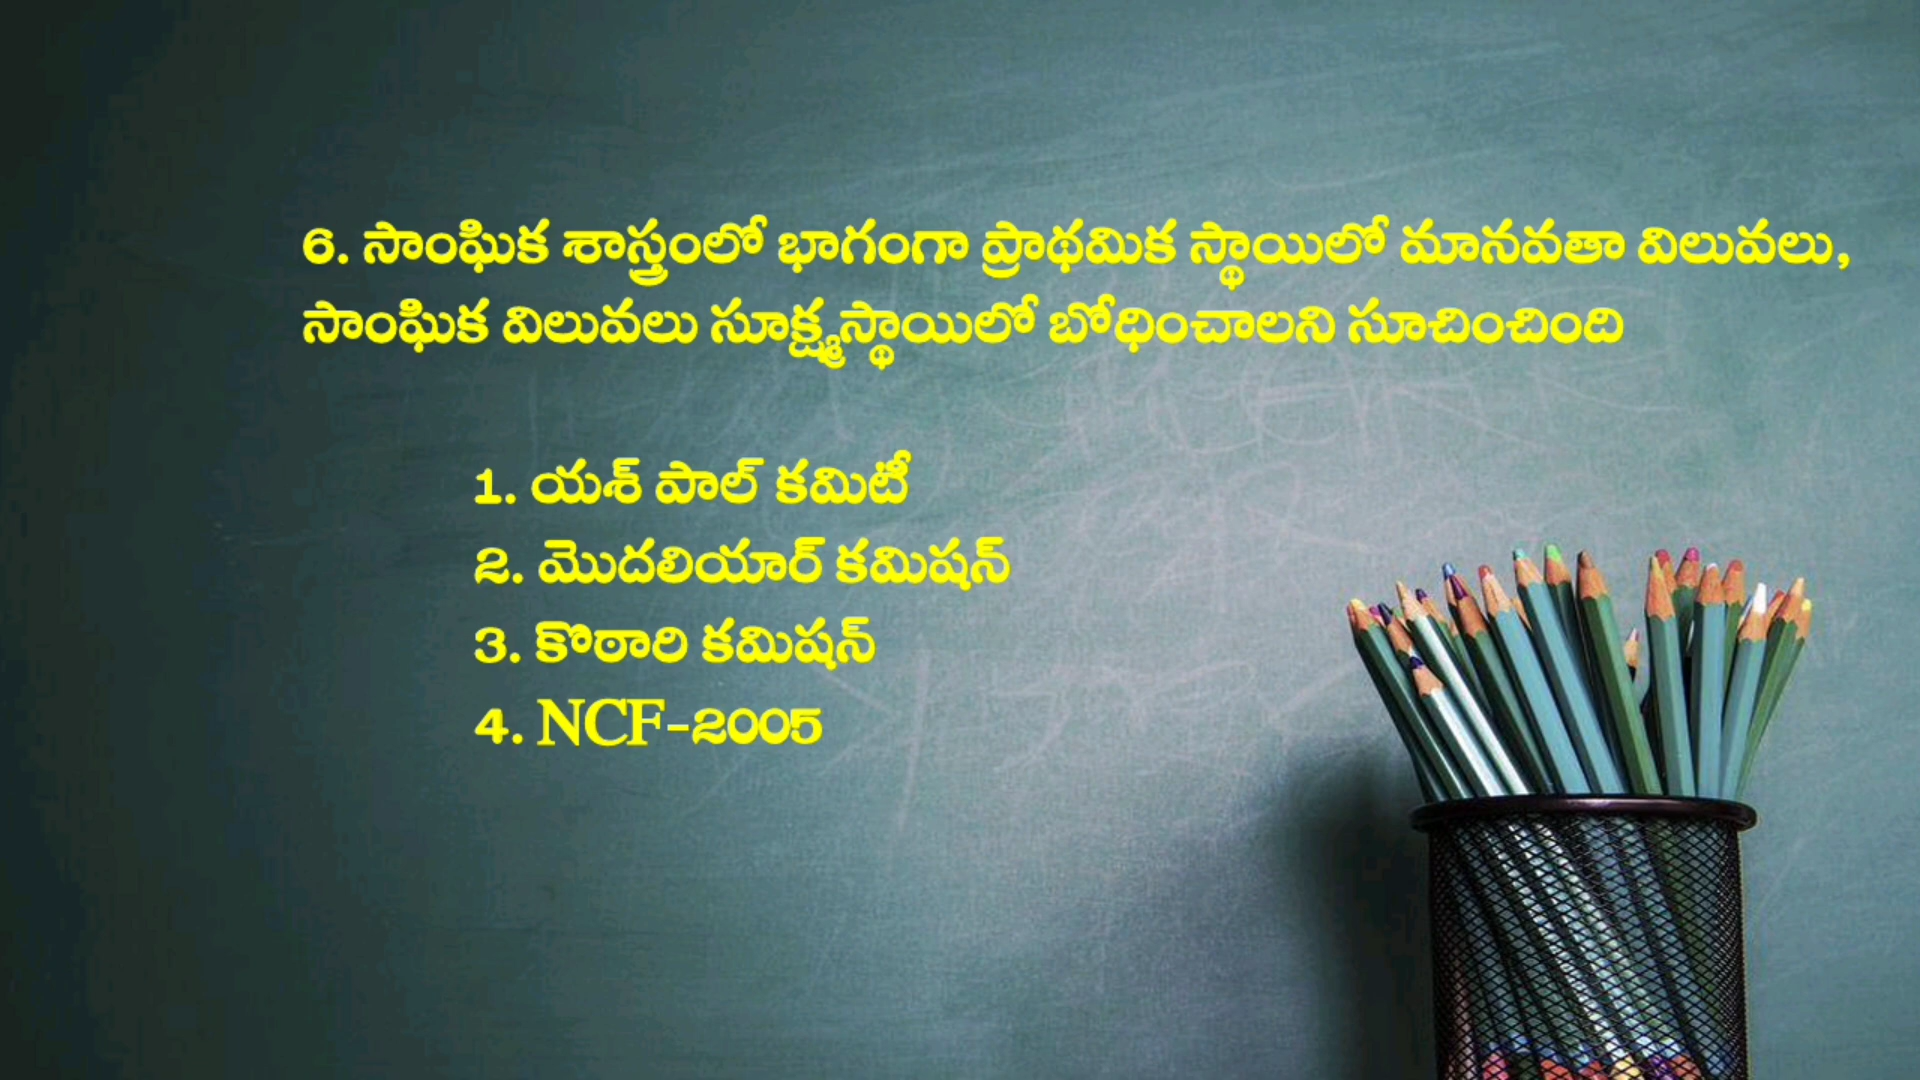 6. సాంఘిక శాస్త్రంలో భాగంగా ప్రాథమిక స్థాయిలో మానవతా విలువలు,
సాంఘిక విలువలు సూక్ష్మస్థాయిలో బోధించాలని సూచించింది
1. యశ్ పాల్ కమిటీ
2. మొదలియార్ కమిషన్
3. కొఠారి కమిషన్
4. NCF-2005